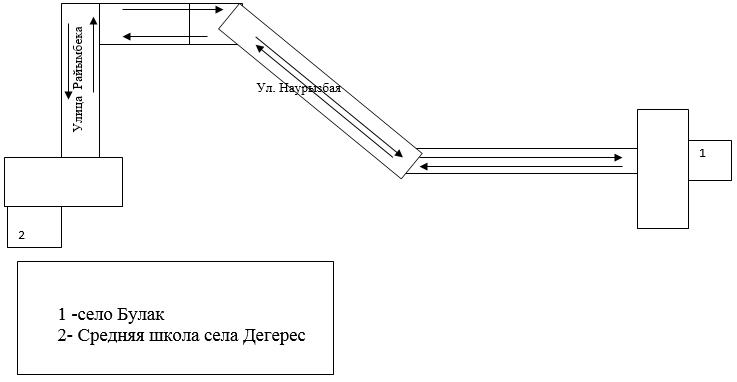 Улица Райымбека
Ул. Наурызбая
1
2
1 -село Булак
2- Средняя школа села Дегерес